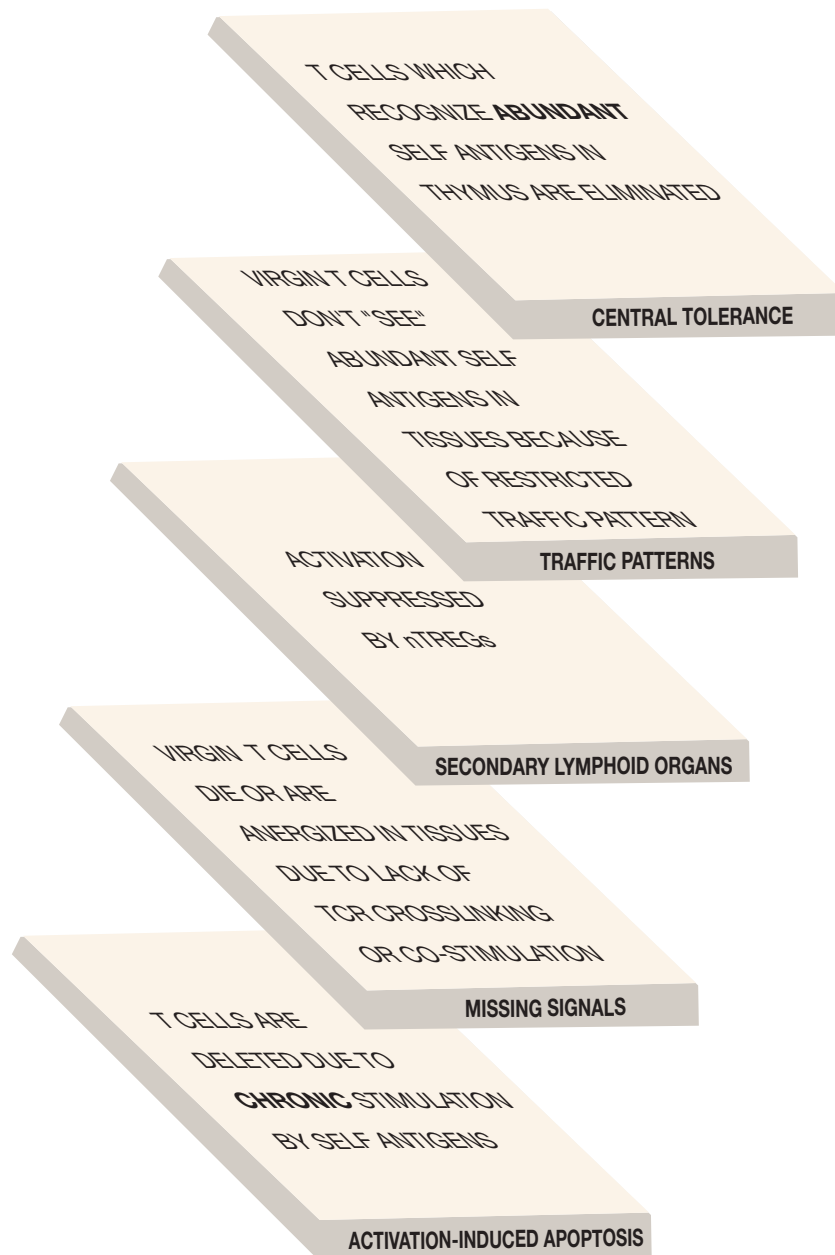 T CELLS WHICH
RECOGNIZE ABUNDANT
SELF ANTIGENS IN
THYMUS ARE ELIMINATED
CENTRAL TOLERANCE
VIRGIN T CELLS
DON'T "SEE"
ABUNDANT SELF
ANTIGENS IN
TISSUES BECAUSE
OF RESTRICTED
TRAFFIC PATTERN
TRAFFIC PATTERNS
ACTIVATION
SUPPRESSED
BY nTREGs
SECONDARY LYMPHOID ORGANS
VIRGIN T CELLS
DIE OR ARE
ANERGIZED IN TISSUES
DUE TO LACK OF
TCR CROSSLINKING
OR CO-STIMULATION
MISSING SIGNALS
T CELLS ARE
DELETED DUE TO
CHRONIC STIMULATION
BY SELF ANTIGENS
ACTIVATION-INDUCED APOPTOSIS